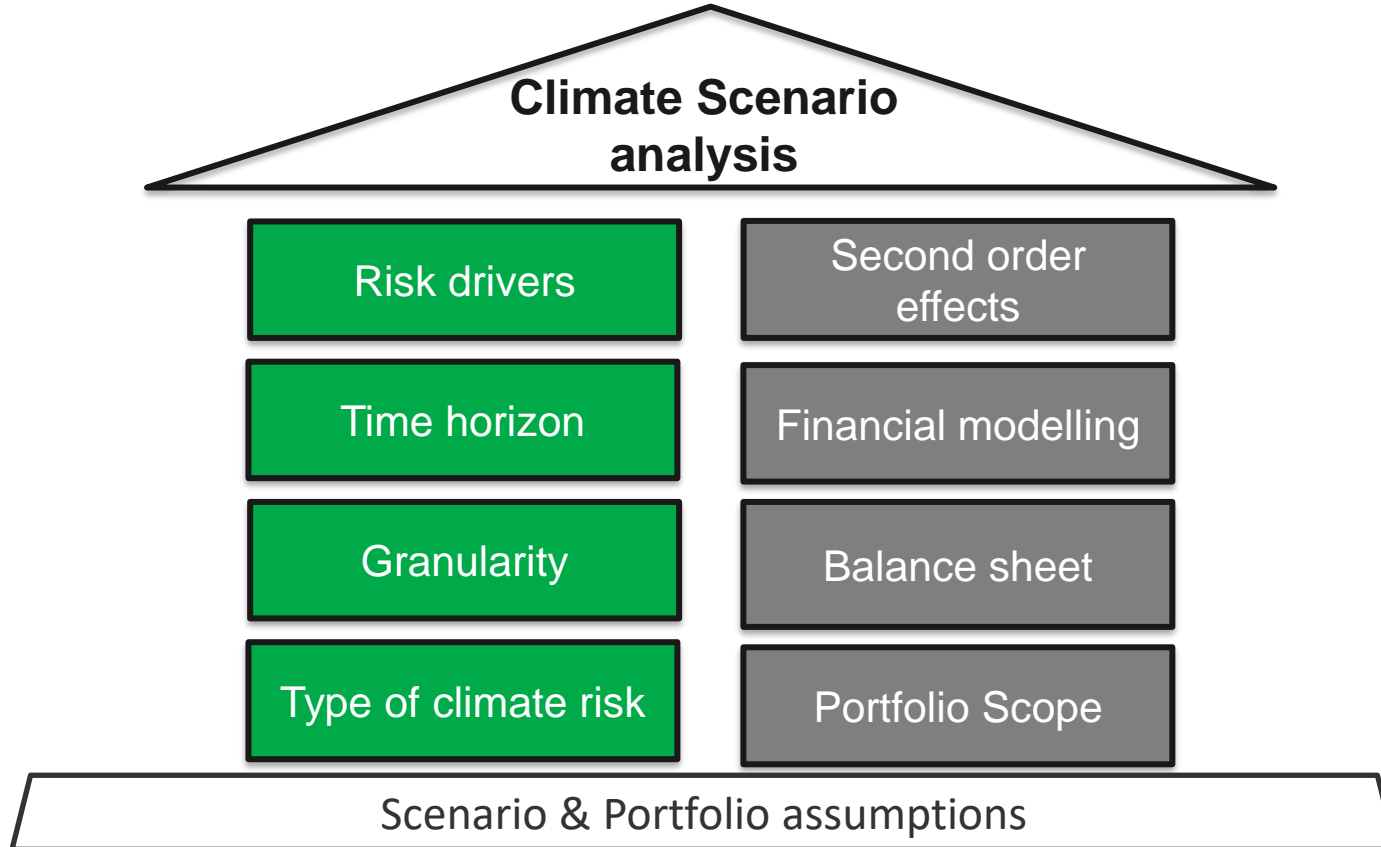 Climate Scenario
analysis
Risk drivers
Second order
effects
Time horizon
Financial modelling
Granularity
Balance sheet
Type of climate risk
Portfolio Scope
Scenario & Portfolio assumptions